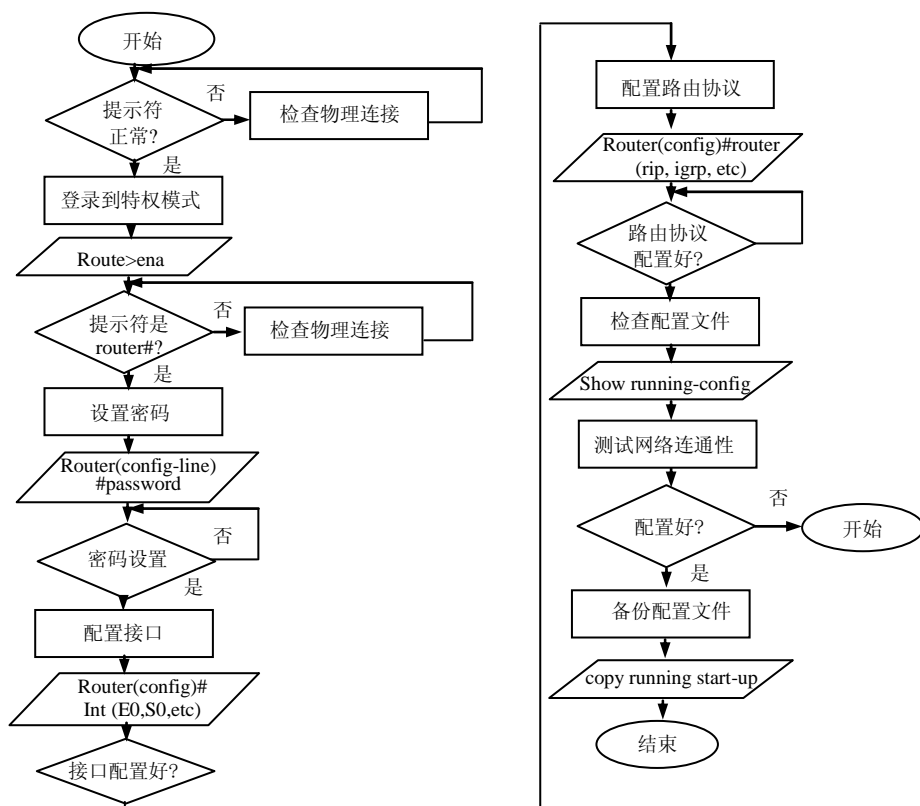 开始
提示符
正常?
否
检查物理连接
是
登录到特权模式
Route>ena
提示符是
router#?
否
检查物理连接
是
设置密码
Router(config-line)
#password
密码设置
否
是
配置接口
Router(config)#
Int (E0,S0,etc)
接口配置好?
配置路由协议
Router(config)#router
(rip, igrp, etc)
路由协议
配置好?
检查配置文件
Show running-config
测试网络连通性
配置好?
否
开始
是
备份配置文件
copy running start-up
结束